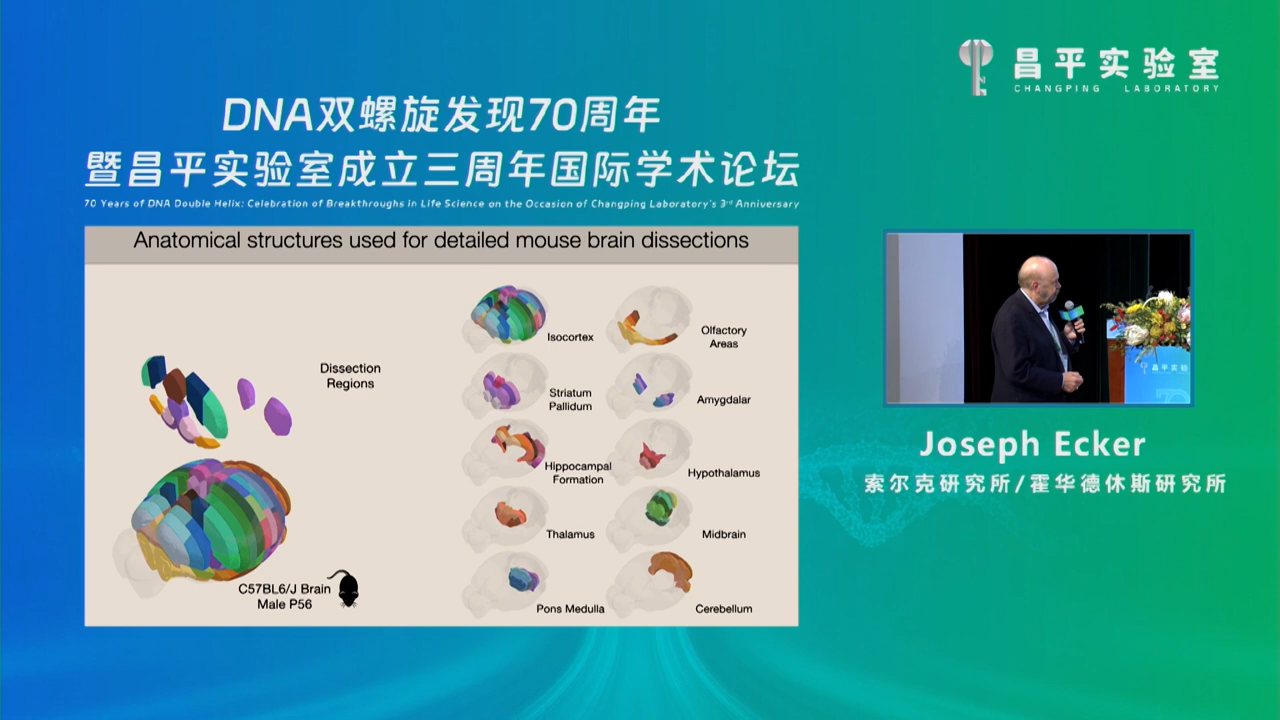 昌平实验室
CHANGPING LABORATORY
DNA双螺旋发现70周年
暨昌平实验室成立三周年国际学术论坛
70 Years of DNA Double Helix: Celebration of Breakthroughs in Life Science on the Occasion of Changping Laboratory's 3rd Anniversary
Anatomical structures used for detailed mouse brain dissections
Dissection
Regions
C57BL6/J Brain
Male P56
Isocortex
Olfactory
Areas
Striatum
Pallidum
Amygdalar
Hippocampal
Formation
Hypothalamus
Thalamus
Midbrain
Pons Medulla
Cerebellum
昌平实验
70
Joseph Ecker
索尔克研究所/霍华德休斯研究所